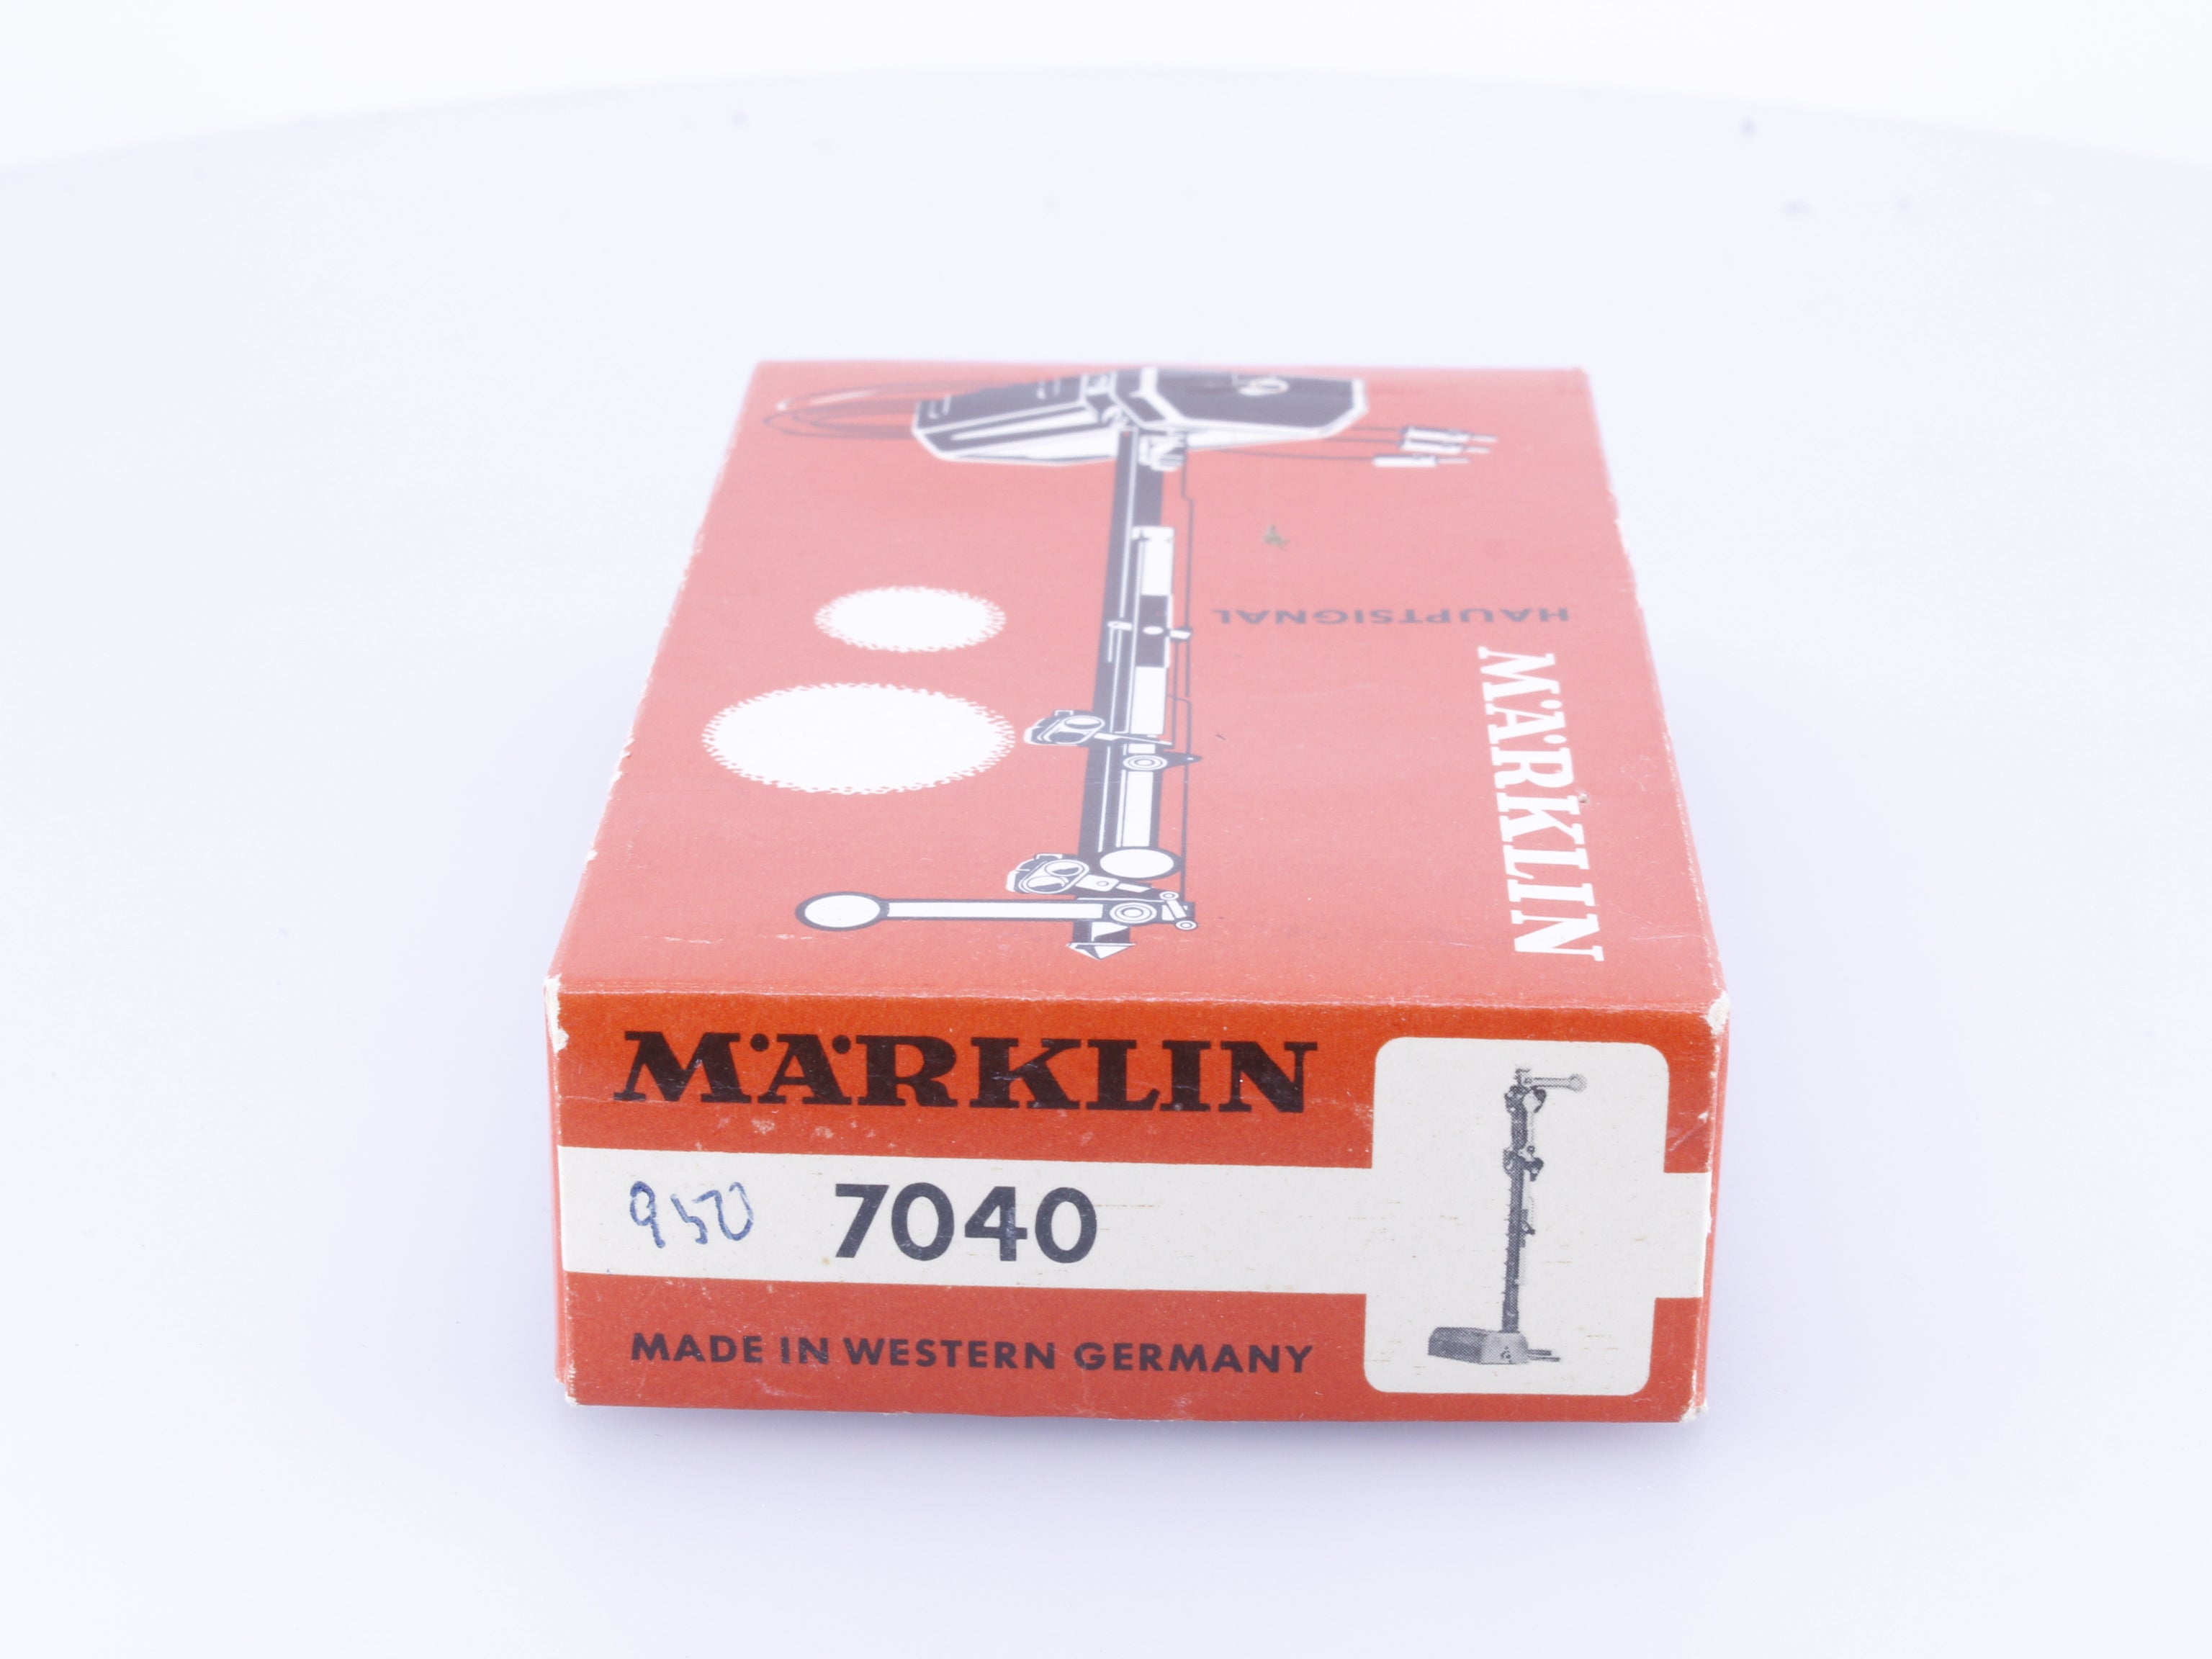 HAUPTSIGNAL
MÄRKLIN
MÄRKLIN
950 7040
MADE IN WESTERN GERMANY